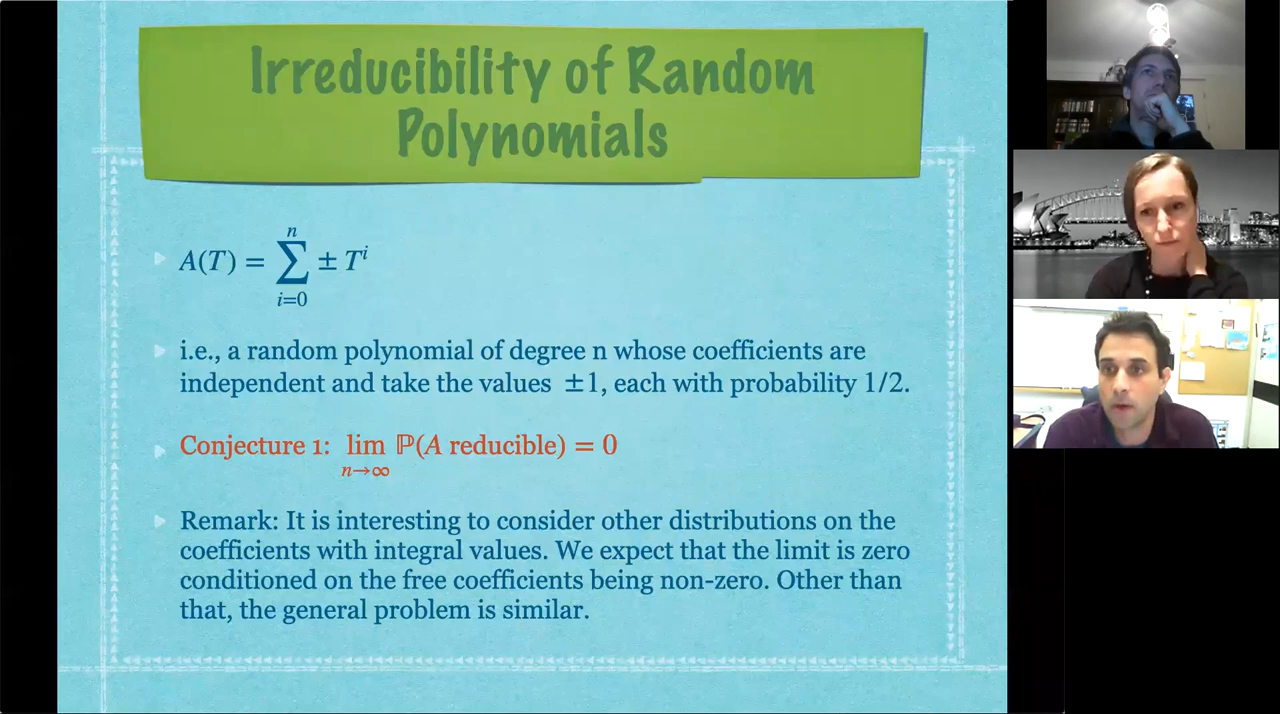 Irreducibility of Random
Polynomials
A(T) = ∑_{i=0}^{n} ± T^i
i.e., a random polynomial of degree n whose coefficients are
independent and take the values ±1, each with probability 1/2.
Conjecture 1: lim_{n→∞} ℙ(A reducible) = 0
Remark: It is interesting to consider other distributions on the
coefficients with integral values. We expect that the limit is zero
conditioned on the free coefficients being non-zero. Other than
that, the general problem is similar.